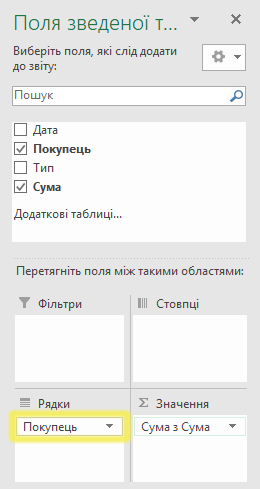 Поля зведеної т...
Виберіть поля, які слід додати
до звіту:
Пошук
Дата
Покупець
Тип
Сума
Додаткові таблиці...
Перетягніть поля між такими областями:
Фільтри
Стовпці
Рядки
Σ Значення
Покупець
Сума з Сума